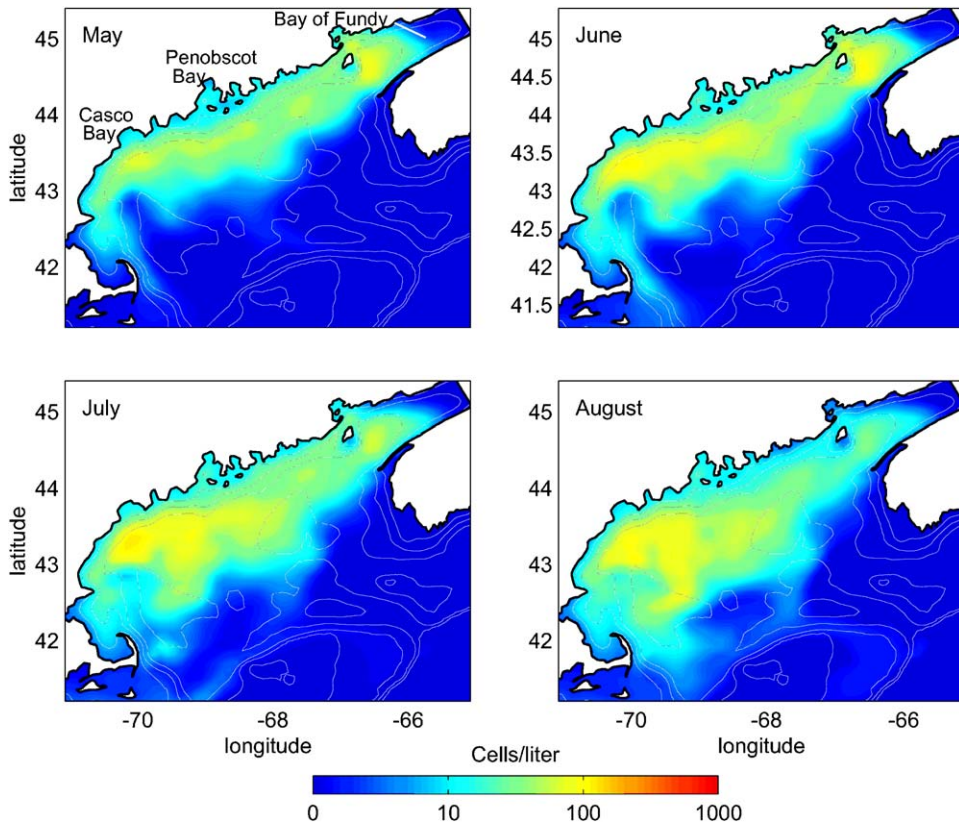 May
Bay of Fundy
Penobscot
Bay
Casco
Bay
45
44
43
42
latitude
June
45
44.5
44
43.5
43
42.5
42
41.5
July
45
44
43
42
latitude
-70
-68
-66
longitude
August
45
44
43
42
-70
-68
-66
longitude
Cells/liter
0
10
100
1000